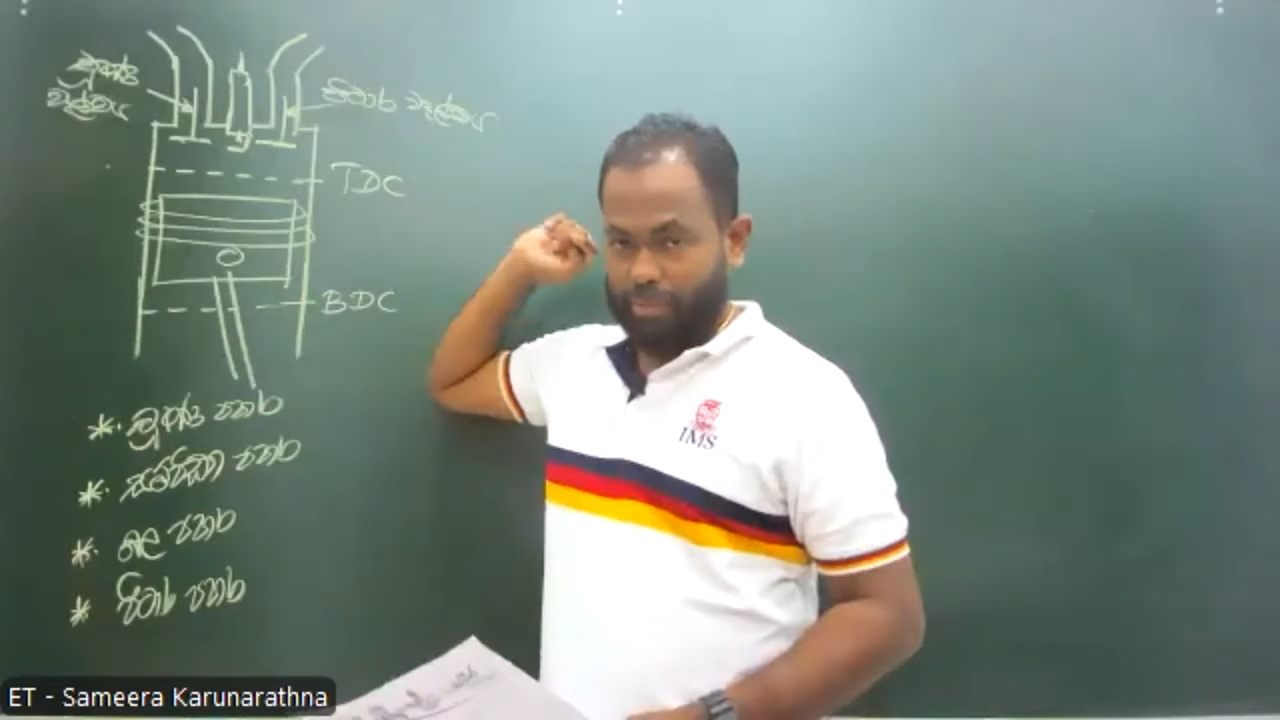 චූෂණ
වෑල්වය
පිටාර වෑල්වය
TDC
BDC
* චූෂණ පහර
* සම්පීඩන පහර
* බල පහර
* පිටාර පහර
IMS
ET - Sameera Karunarathna